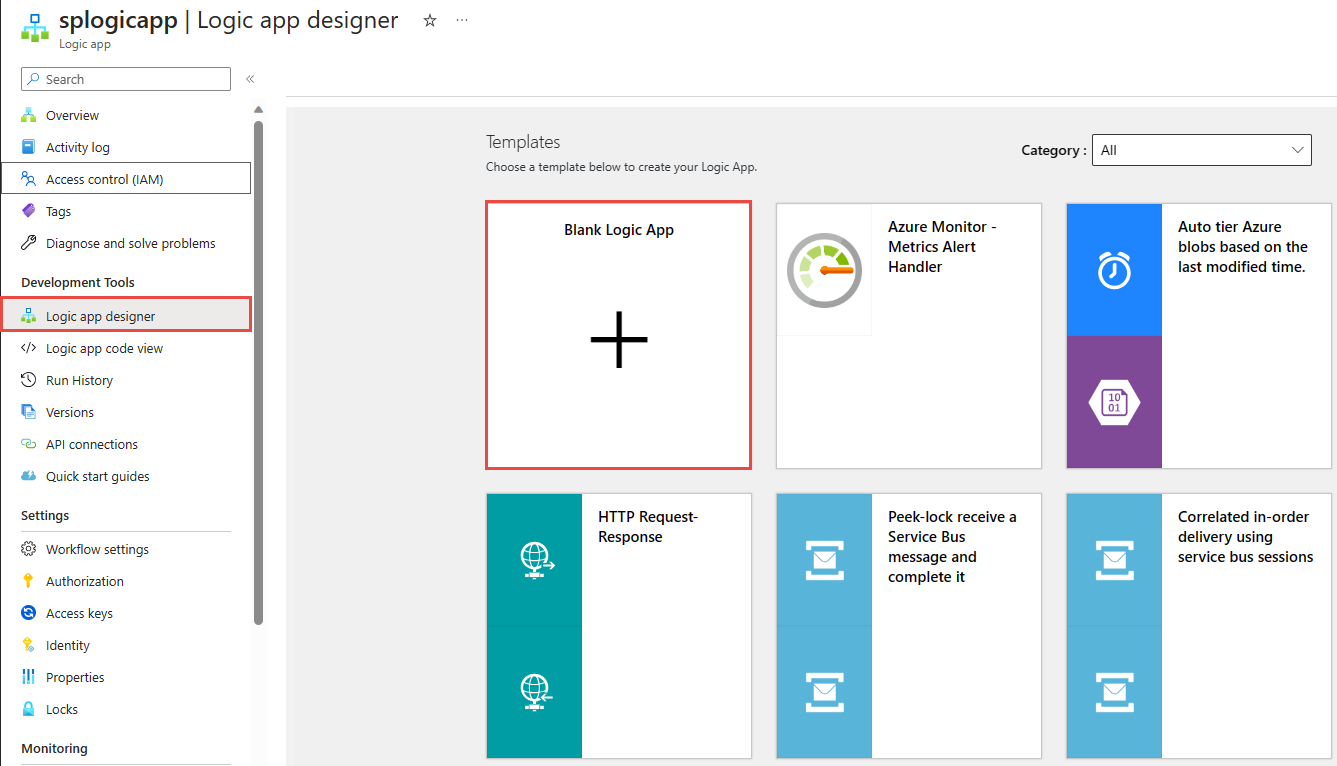 splogicapp | Logic app designer
Logic app
Search
Overview
Activity log
Access control (IAM)
Tags
Diagnose and solve problems
Development Tools
Logic app designer
Logic app code view
Run History
Versions
API connections
Quick start guides
Settings
Workflow settings
Authorization
Access keys
Identity
Properties
Locks
Monitoring
Templates
Choose a template below to create your Logic App.
Category :
All
Blank Logic App
Azure Monitor -
Metrics Alert
Handler
Auto tier Azure
blobs based on the
last modified time.
10
01
HTTP Request-
Response
Peek-lock receive a
Service Bus
message and
complete it
Correlated in-order
delivery using
service bus sessions